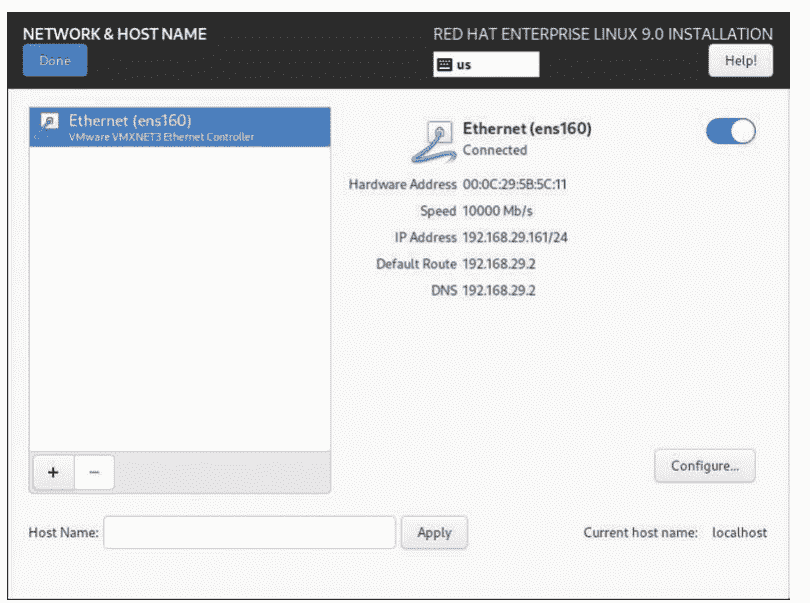 NETWORK & HOST NAME
RED HAT ENTERPRISE LINUX 9.0 INSTALLATION
Done
us
Help!
Ethernet (ens160)
VMware VMXNET3 Ethernet Controller
Ethernet (ens160)
Connected
Hardware Address 00:0C:29:5B:5C:11
Speed 10000 Mb/s
IP Address 192.168.29.161/24
Default Route 192.168.29.2
DNS 192.168.29.2
+ −
Configure...
Host Name:
Apply
Current host name: localhost